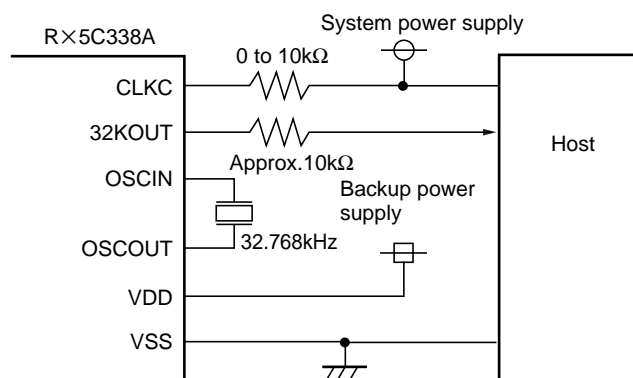 System power supply
R×5C338A
0 to 10kΩ
CLKC
32KOUT
Host
Approx.10kΩ
OSCIN
Backup power
supply
OSCOUT
32.768kHz
VDD
VSS